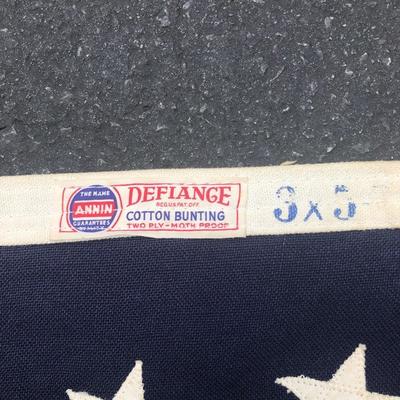 THE NAME
ANNIN
GUARANTEES
DEFIANCE
REG.U.S.PAT.OFF.
COTTON BUNTING
TWO PLY-MOTH PROOF
3x5